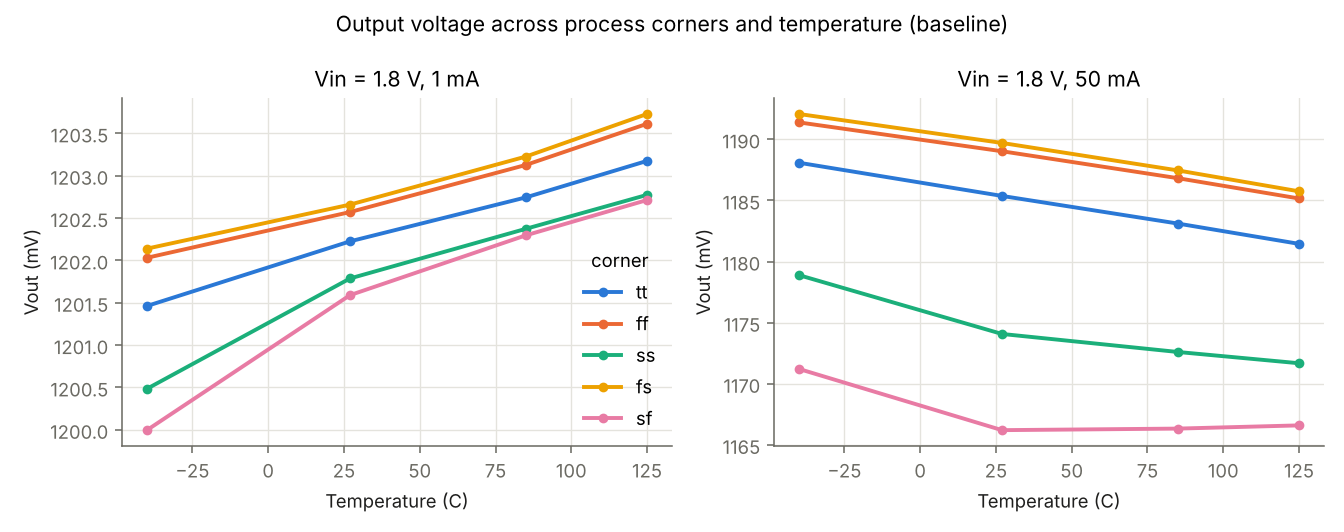 Output voltage across process corners and temperature (baseline)
Vin = 1.8 V, 1 mA
Vout (mV)
1203.5
1203.0
1202.5
1202.0
1201.5
1201.0
1200.5
1200.0
−25
0
25
50
75
100
125
Temperature (C)
corner
tt
ff
ss
fs
sf
Vin = 1.8 V, 50 mA
Vout (mV)
1190
1185
1180
1175
1170
1165
−25
0
25
50
75
100
125
Temperature (C)